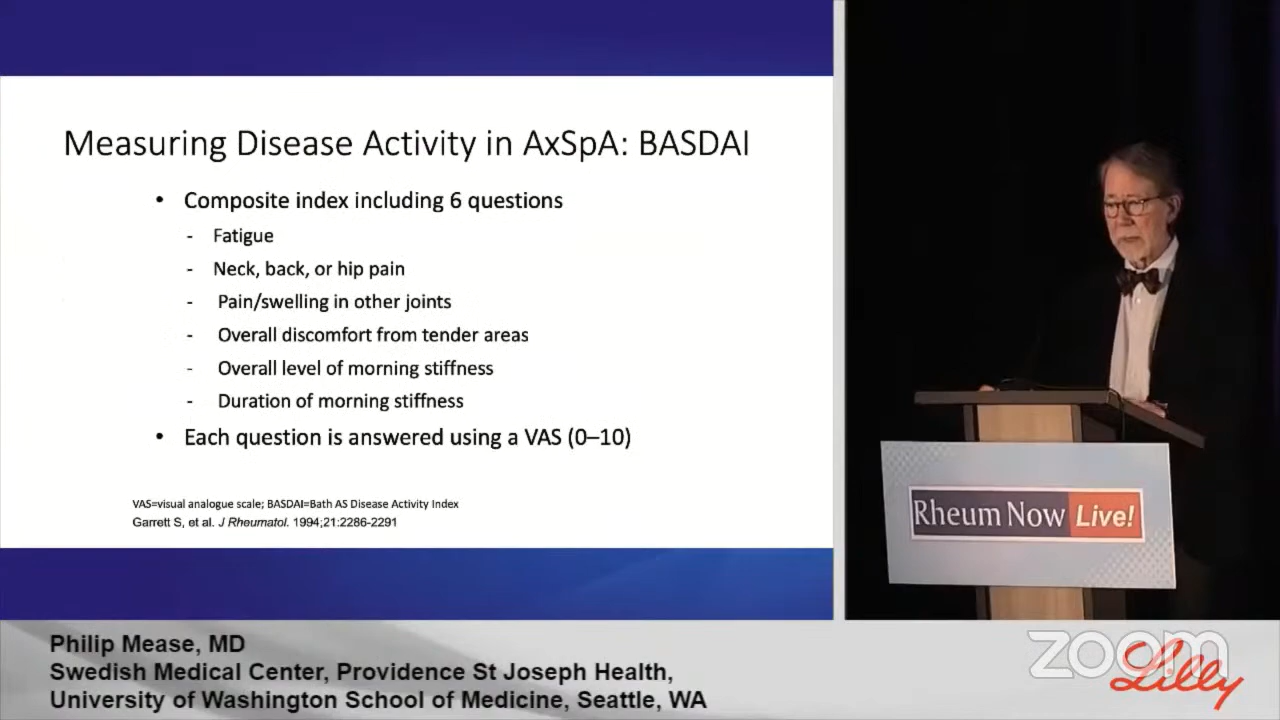 Measuring Disease Activity in AxSpA: BASDAI
• Composite index including 6 questions
- Fatigue
- Neck, back, or hip pain
- Pain/swelling in other joints
- Overall discomfort from tender areas
- Overall level of morning stiffness
- Duration of morning stiffness
• Each question is answered using a VAS (0–10)
VAS=visual analogue scale; BASDAI=Bath AS Disease Activity Index
Garrett S, et al. J Rheumatol. 1994;21:2286-2291
Rheum Now Live!
Philip Mease, MD
Swedish Medical Center, Providence St Joseph Health,
University of Washington School of Medicine, Seattle, WA
zoom
Lilly